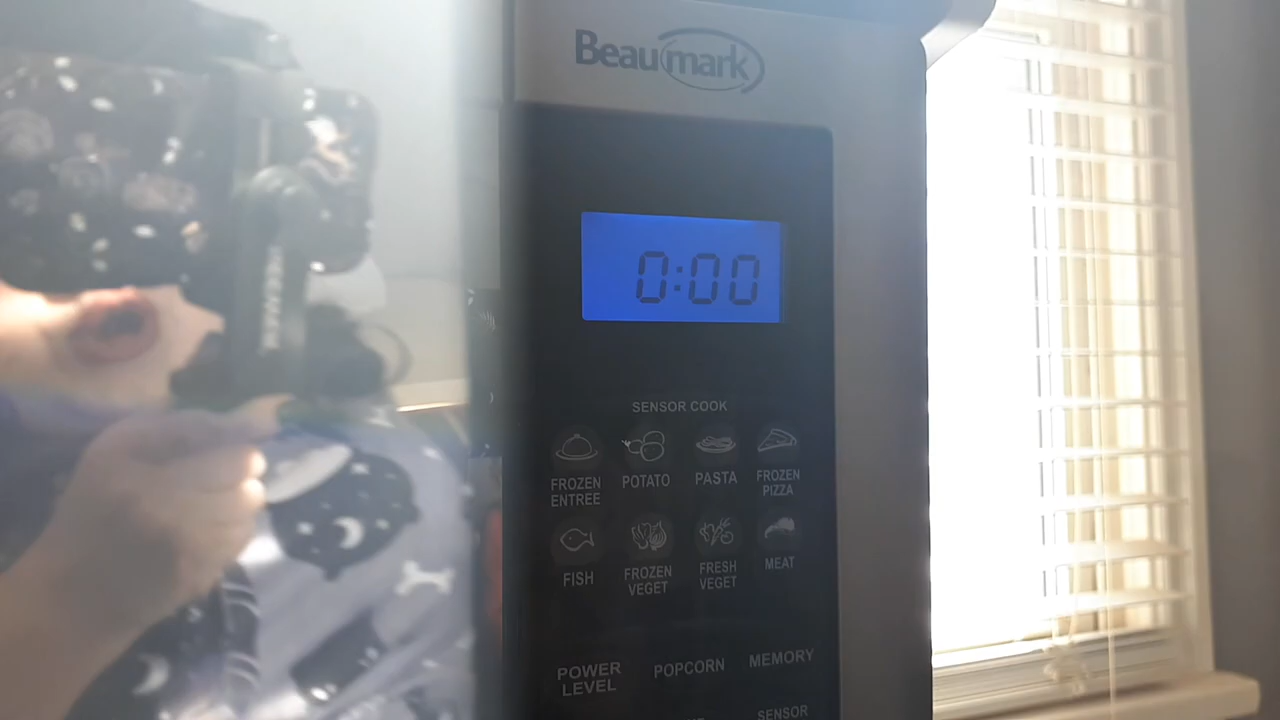 Beaumark
0:00
SENSOR COOK
FROZEN ENTREE
POTATO
PASTA
FROZEN PIZZA
FISH
FROZEN VEGET
FRESH VEGET
MEAT
POWER LEVEL
POPCORN
MEMORY
SENSOR